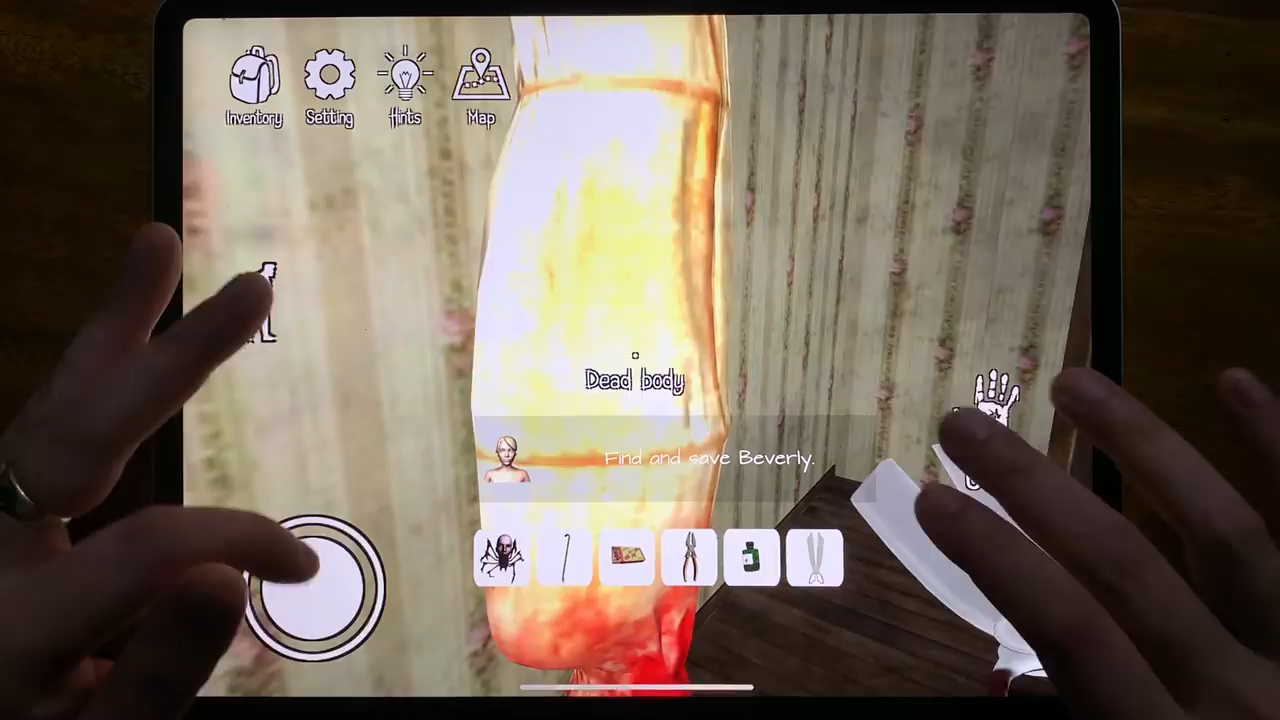 Inventory
Setting
Hints
Map
Dead body
Find and save Beverly.